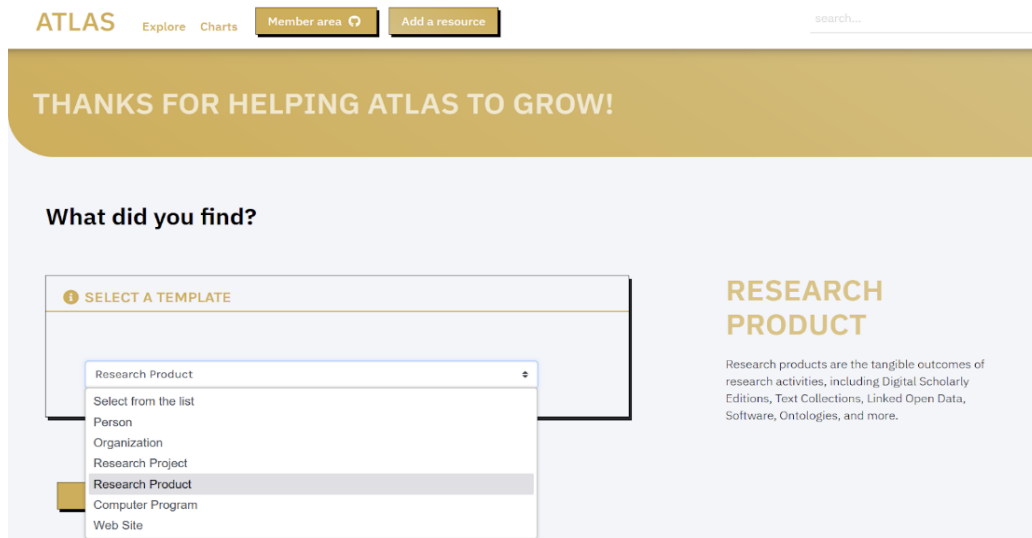 ATLAS Explore Charts Member area Add a resource search...
THANKS FOR HELPING ATLAS TO GROW!
What did you find?
SELECT A TEMPLATE
Research Product
Select from the list
Person
Organization
Research Project
Research Product
Computer Program
Web Site
RESEARCH
PRODUCT
Research products are the tangible outcomes of
research activities, including Digital Scholarly
Editions, Text Collections, Linked Open Data,
Software, Ontologies, and more.